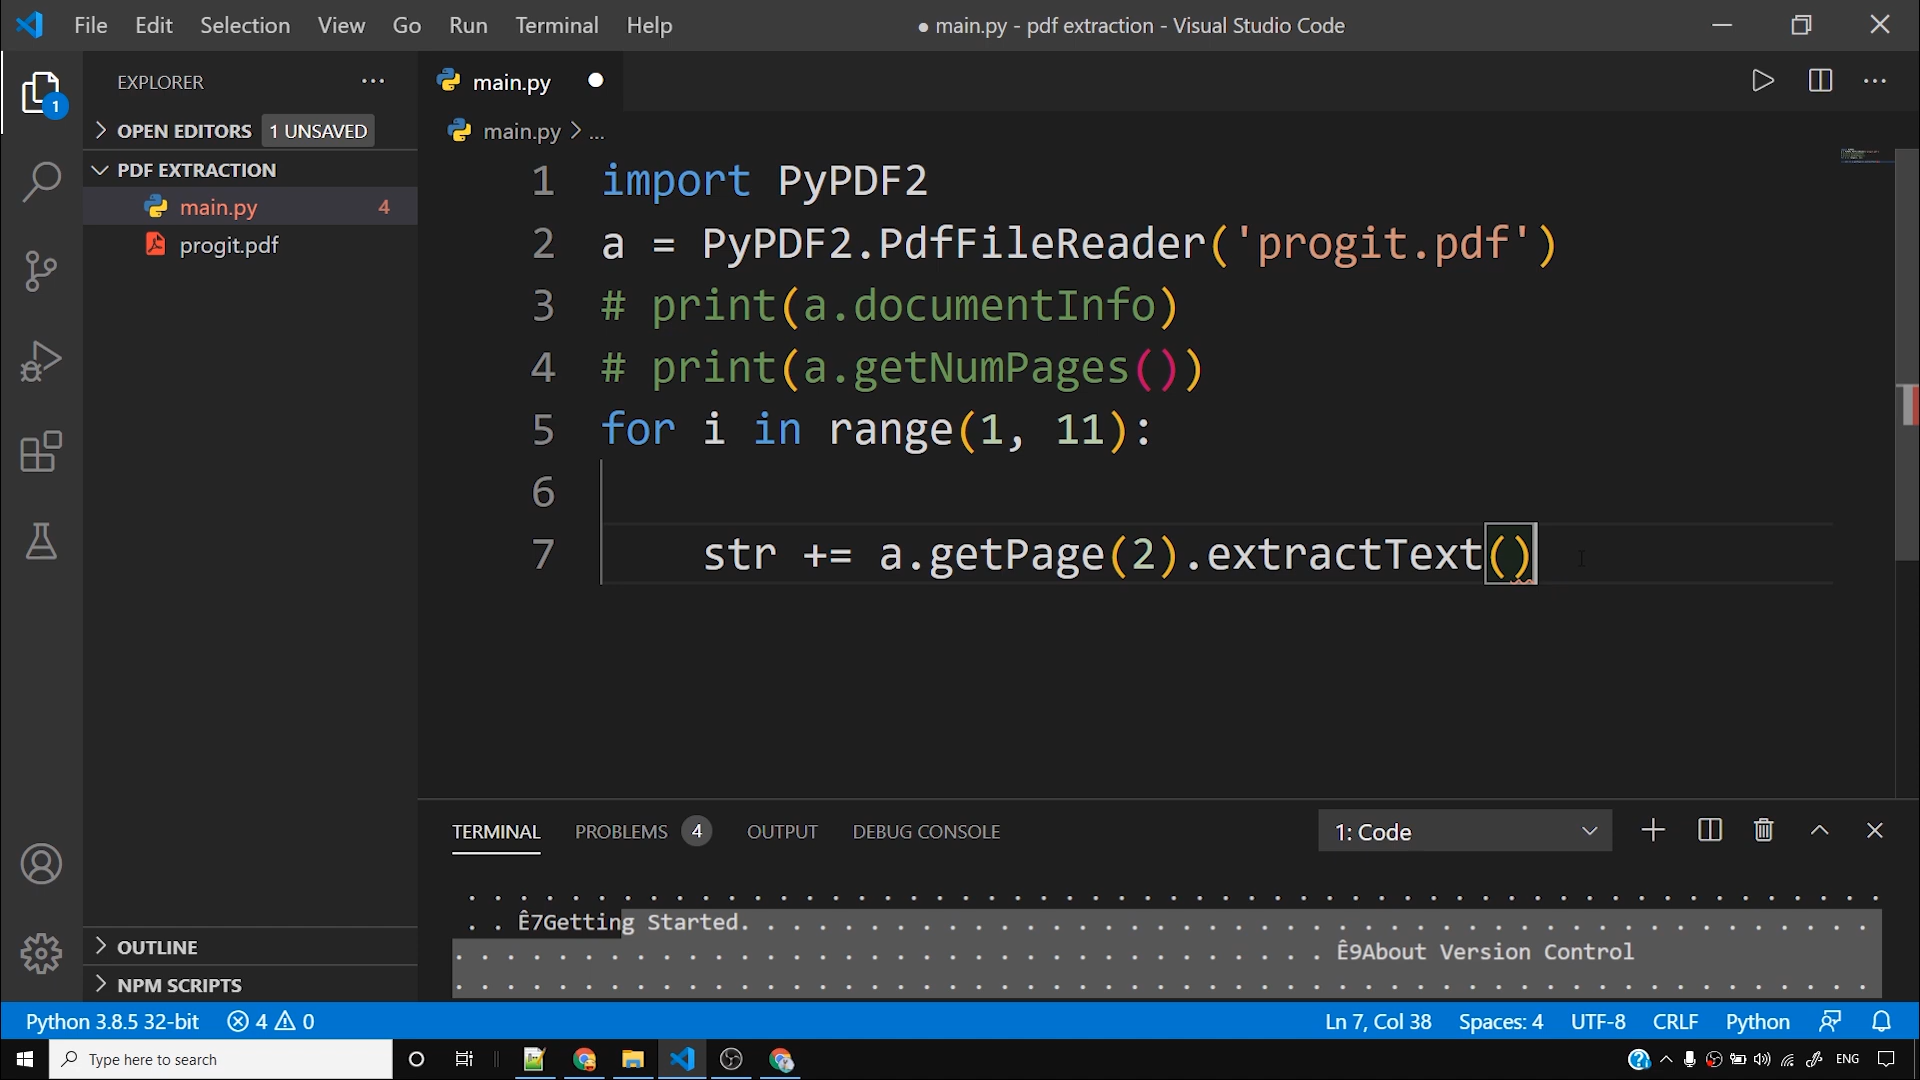 File Edit Selection View Go Run Terminal Help
● main.py - pdf extraction - Visual Studio Code
1
EXPLORER
OPEN EDITORS 1 UNSAVED
PDF EXTRACTION
main.py 4
progit.pdf
OUTLINE
NPM SCRIPTS
main.py
main.py > ...
1 import PyPDF2
2 a = PyPDF2.PdfFileReader('progit.pdf')
3 # print(a.documentInfo)
4 # print(a.getNumPages())
5 for i in range(1, 11):
6
7 str += a.getPage(2).extractText()
TERMINAL PROBLEMS 4 OUTPUT DEBUG CONSOLE 1: Code
. . . . . . . . . . . . . . . . . . . . . . . . . . . . . . . . . . . . . . . . . . . . . . . . . . . . . .
. . Ê7Getting Started. . . . . . . . . . . . . . . . . . . . . . . . . . . . . . . . . . . . . . . . . . .
. . . . . . . . . . . . . . . . . . . . . . . . . . . . . . . . . . Ê9About Version Control
. . . . . . . . . . . . . . . . . . . . . . . . . . . . . . . . . . . . . . . . . . . . . . . . . . . . . .
Python 3.8.5 32-bit 4 0 Ln 7, Col 38 Spaces: 4 UTF-8 CRLF Python
Type here to search ENG